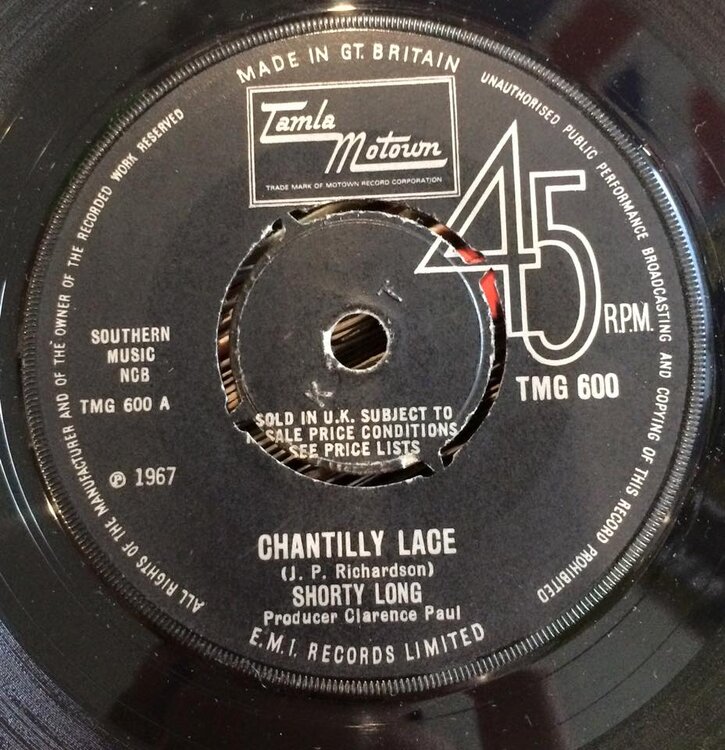 MADE IN GT. BRITAIN
UNAUTHORISED PUBLIC PERFORMANCE BROADCASTING AND COPYING OF THIS RECORD PROHIBITED
ALL RIGHTS OF THE MANUFACTURER AND OF THE OWNER OF THE RECORDED WORK RESERVED
Tamla
Motown
TRADE MARK OF MOTOWN RECORD CORPORATION
45
R.P.M.
SOUTHERN
MUSIC
NCB
TMG 600 A
TMG 600
SOLD IN U.K. SUBJECT TO
SALE PRICE CONDITIONS
SEE PRICE LISTS
℗ 1967
CHANTILLY LACE
(J. P. Richardson)
SHORTY LONG
Producer Clarence Paul
E.M.I. RECORDS LIMITED